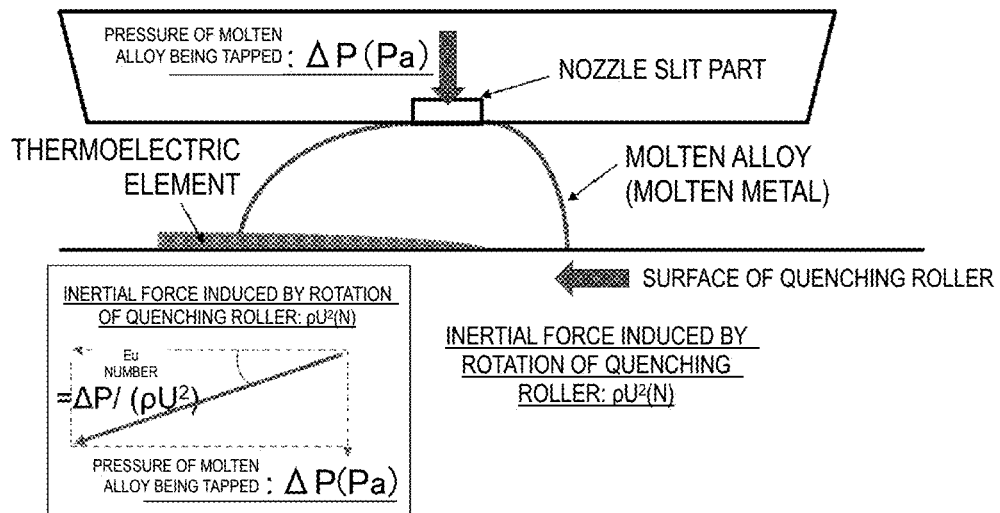 PRESSURE OF MOLTEN
ALLOY BEING TAPPED : ΔP(Pa)
NOZZLE SLIT PART
THERMOELECTRIC
ELEMENT
MOLTEN ALLOY
(MOLTEN METAL)
SURFACE OF QUENCHING ROLLER
INERTIAL FORCE INDUCED BY ROTATION
OF QUENCHING ROLLER: ρU²(N)
Eu
NUMBER
=ΔP/(ρU²)
PRESSURE OF MOLTEN
ALLOY BEING TAPPED : ΔP(Pa)
INERTIAL FORCE INDUCED BY
ROTATION OF QUENCHING
ROLLER: ρU²(N)